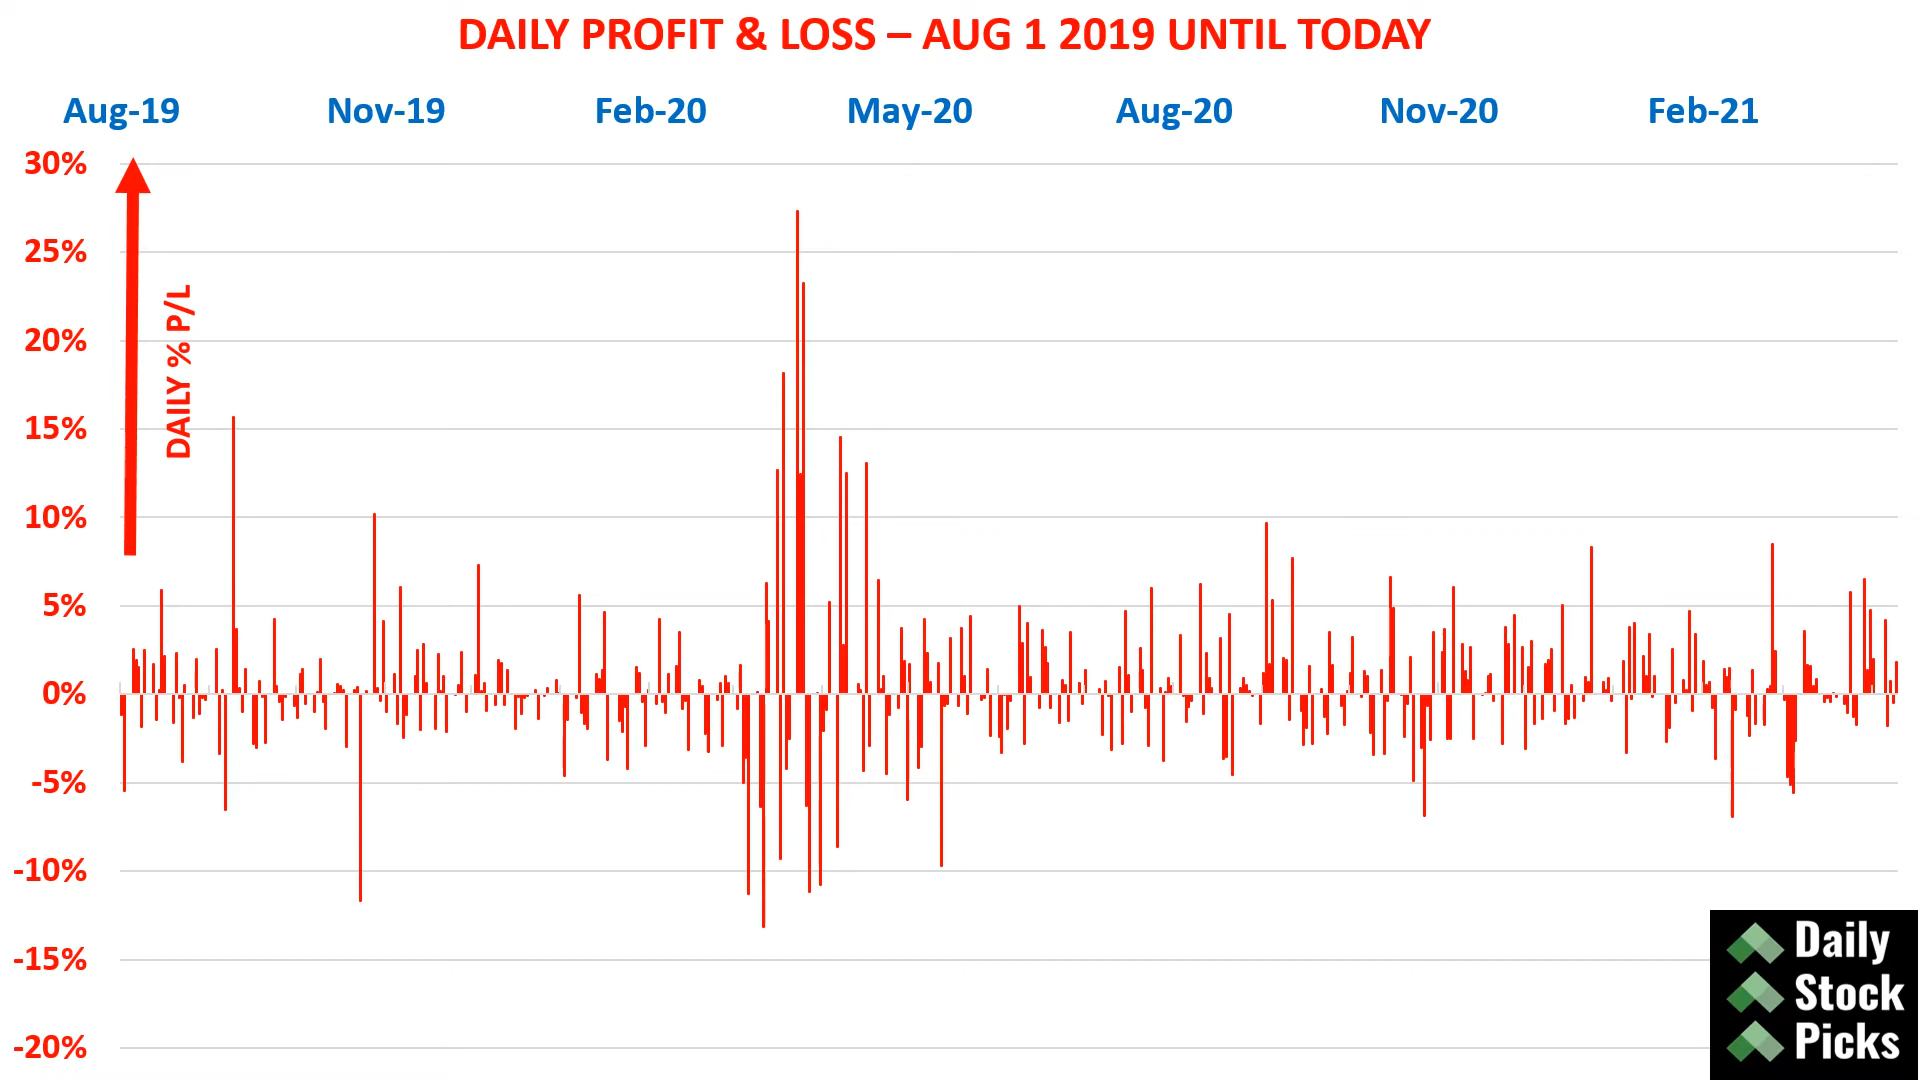 DAILY PROFIT & LOSS – AUG 1 2019 UNTIL TODAY
Aug-19 Nov-19 Feb-20 May-20 Aug-20 Nov-20 Feb-21
30%
25%
20%
15%
10%
5%
0%
-5%
-10%
-15%
-20%
DAILY % P/L
Daily
Stock
Picks